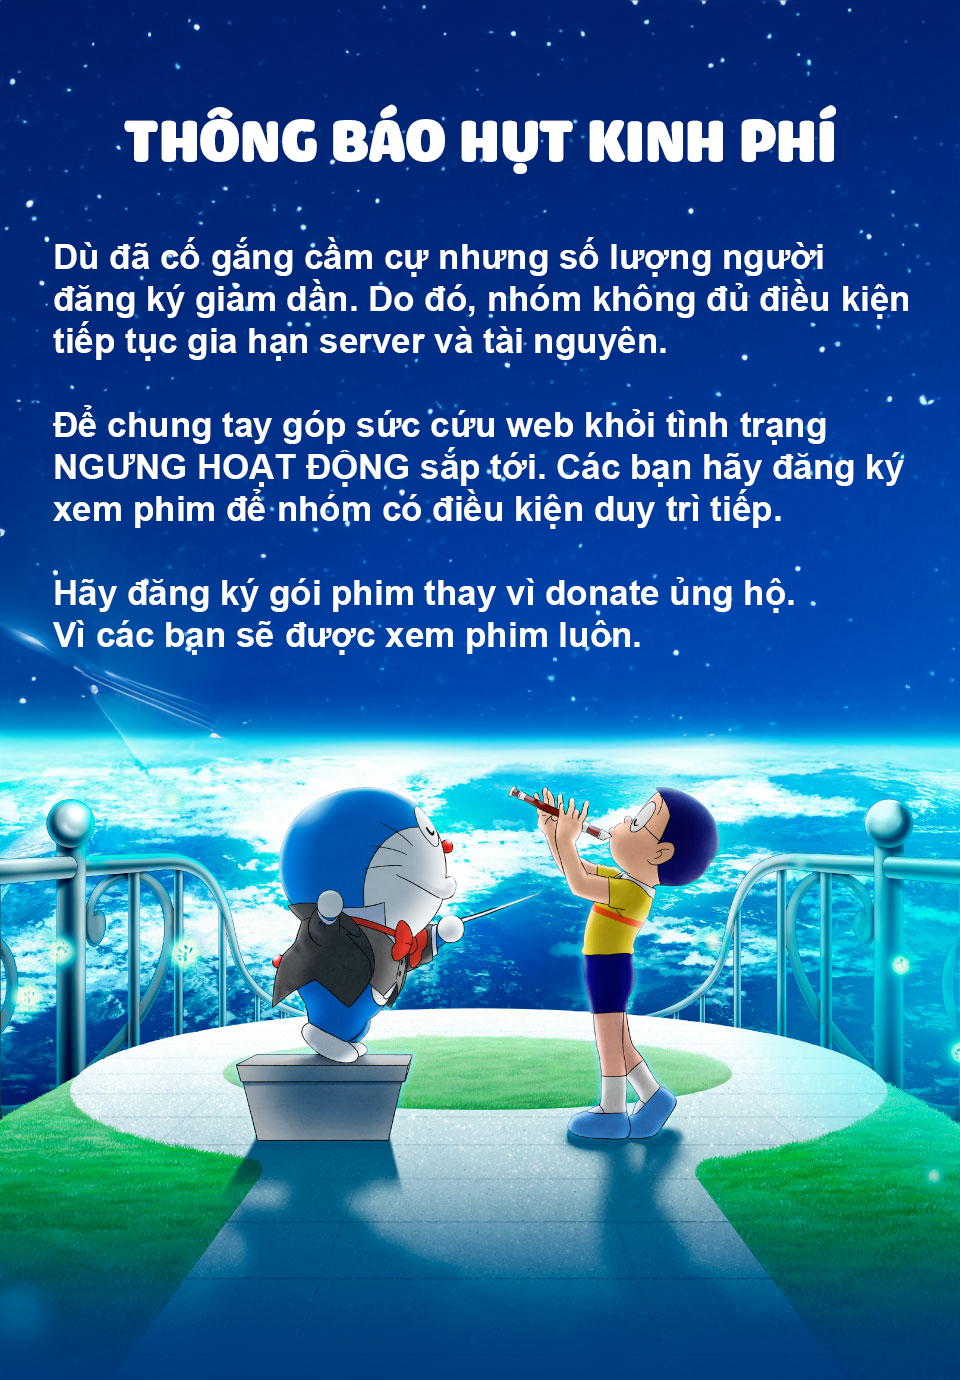 THÔNG BÁO HỤT KINH PHÍ
Dù đã cố gắng cầm cự nhưng số lượng người
đăng ký giảm dần. Do đó, nhóm không đủ điều kiện
tiếp tục gia hạn server và tài nguyên.
Để chung tay góp sức cứu web khỏi tình trạng
NGƯNG HOẠT ĐỘNG sắp tới. Các bạn hãy đăng ký
xem phim để nhóm có điều kiện duy trì tiếp.
Hãy đăng ký gói phim thay vì donate ủng hộ.
Vì các bạn sẽ được xem phim luôn.